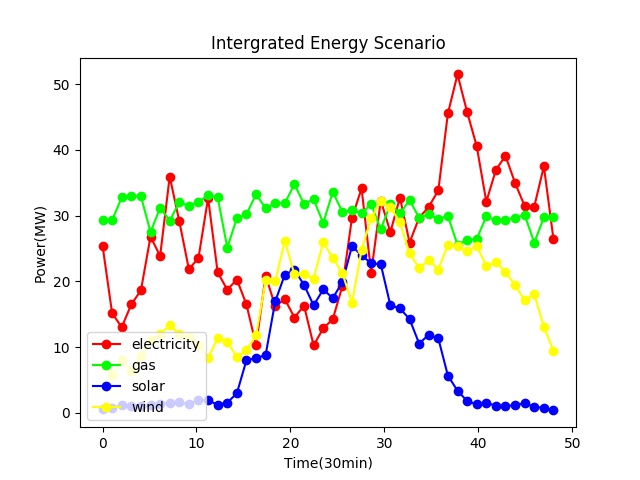 Intergrated Energy Scenario
Power(MW)
50
40
30
20
10
0
electricity
gas
solar
wind
0 10 20 30 40 50
Time(30min)